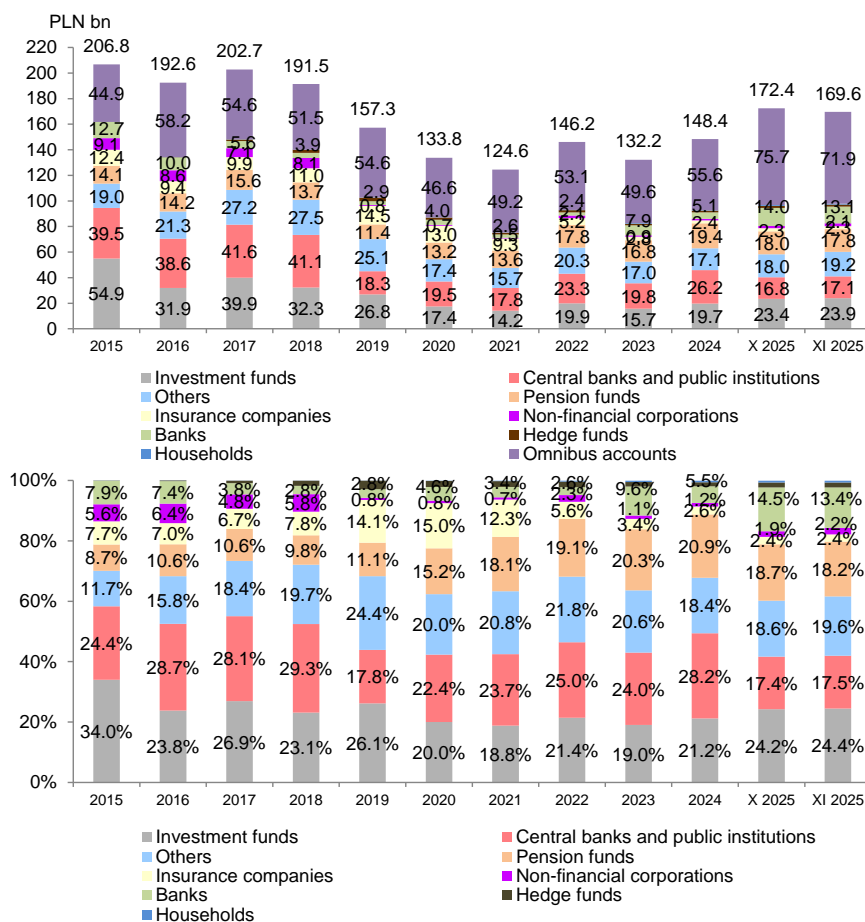 PLN bn
206.8 192.6 202.7 191.5 157.3 133.8 124.6 146.2 132.2 148.4 172.4 169.6
220
200
180
160
140
120
100
80
60
40
20
0
44.9 58.2 54.6 51.5 54.6 46.6 49.2 53.1 49.6 55.6 75.7 71.9
12.7 10.0 5.6 3.9 2.9 4.0 2.6 2.4 7.9 5.1 14.0 13.1
9.1 8.6 7.1 8.1 0.8 0.7 0.5 2.1 0.9 2.1
12.4 9.4 9.9 11.0 14.5 13.0 9.3 5.2 2.8 2.4 2.3 2.3
14.1 14.2 15.6 13.7 11.4 13.2 13.6 17.8 16.8 19.4 18.0 17.8
19.0 21.3 27.2 27.5 25.1 17.4 15.7 20.3 17.0 17.1 18.0 19.2
39.5 38.6 41.6 41.1 18.3 19.5 17.8 23.3 19.8 26.2 16.8 17.1
54.9 31.9 39.9 32.3 26.8 17.4 14.2 19.9 15.7 19.7 23.4 23.9
2015 2016 2017 2018 2019 2020 2021 2022 2023 2024 X 2025 XI 2025
Investment funds Central banks and public institutions
Others Pension funds
Insurance companies Non-financial corporations
Banks Hedge funds
Households Omnibus accounts
100%
80%
60%
40%
20%
0%
7.9% 7.4% 3.8% 2.8% 2.8% 4.6% 3.4% 2.6% 9.6% 5.5% 14.5% 13.4%
5.6% 6.4% 4.8% 5.8% 0.8% 0.8% 0.7% 2.3% .1% 1.2% 1.9% 2.2%
7.7% 7.0% 6.7% 7.8% 14.1% 15.0% 12.3% 5.6% 3.4% 2.6% 2.4% 2.4%
8.7% 10.6% 10.6% 9.8% 11.1% 15.2% 18.1% 19.1% 20.3% 20.9% 18.7% 18.2%
11.7% 15.8% 18.4% 19.7% 24.4% 20.0% 20.8% 21.8% 20.6% 18.4% 18.6% 19.6%
24.4% 28.7% 28.1% 29.3% 17.8% 22.4% 23.7% 25.0% 24.0% 28.2% 17.4% 17.5%
34.0% 23.8% 26.9% 23.1% 26.1% 20.0% 18.8% 21.4% 19.0% 21.2% 24.2% 24.4%
2015 2016 2017 2018 2019 2020 2021 2022 2023 2024 X 2025 XI 2025
Investment funds Central banks and public institutions
Others Pension funds
Insurance companies Non-financial corporations
Banks Hedge funds
Households